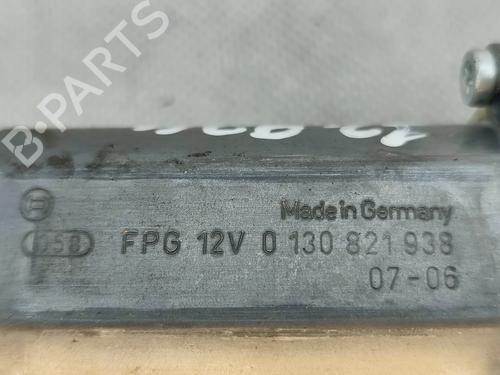 B-PARTS
Made in Germany
FPG 12V 0 130 821 938
07-06